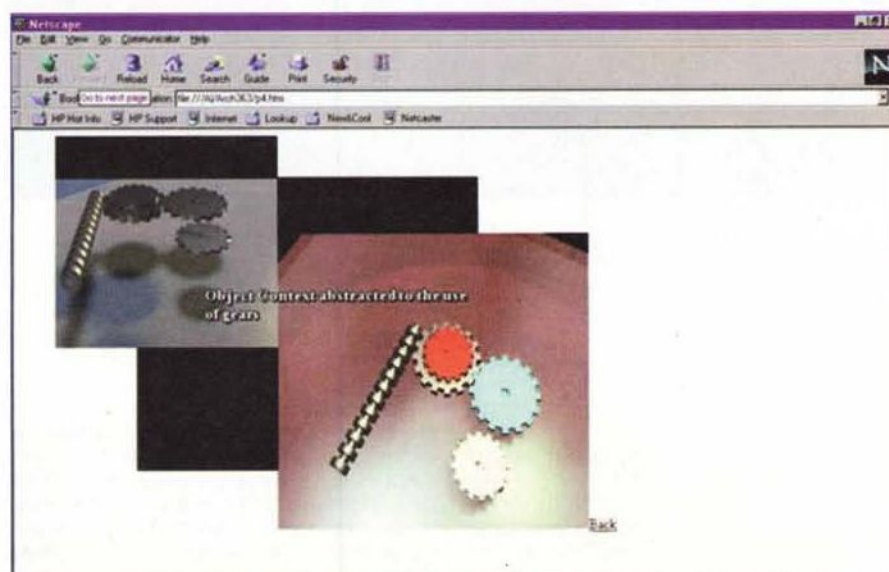 Netscape
File Edit View Go Communicator Help
Back Reload Home Search Guide Print Security
Go to next page
HP Hot Info HP Support Internet Lookup New&Cool Netcaster
Object Context abstracted to the use
of gears
Back